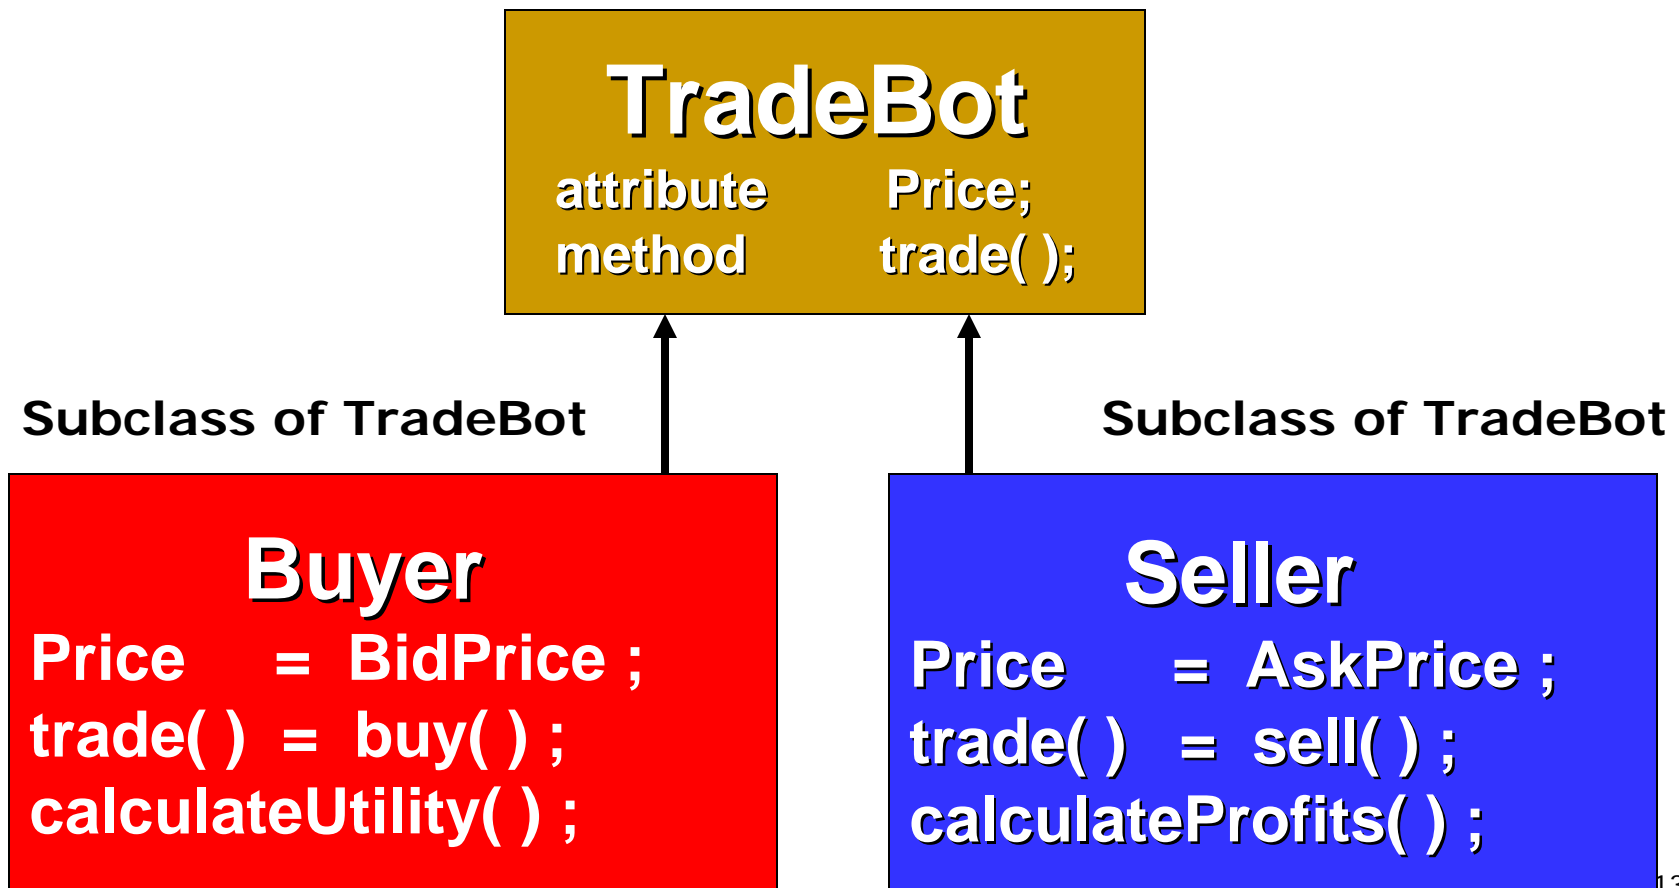 TradeBot
attribute Price;
method trade( );
Subclass of TradeBot
Subclass of TradeBot
Buyer
Price = BidPrice ;
trade( ) = buy( ) ;
calculateUtility( ) ;
Seller
Price = AskPrice ;
trade( ) = sell( ) ;
calculateProfits( ) ;